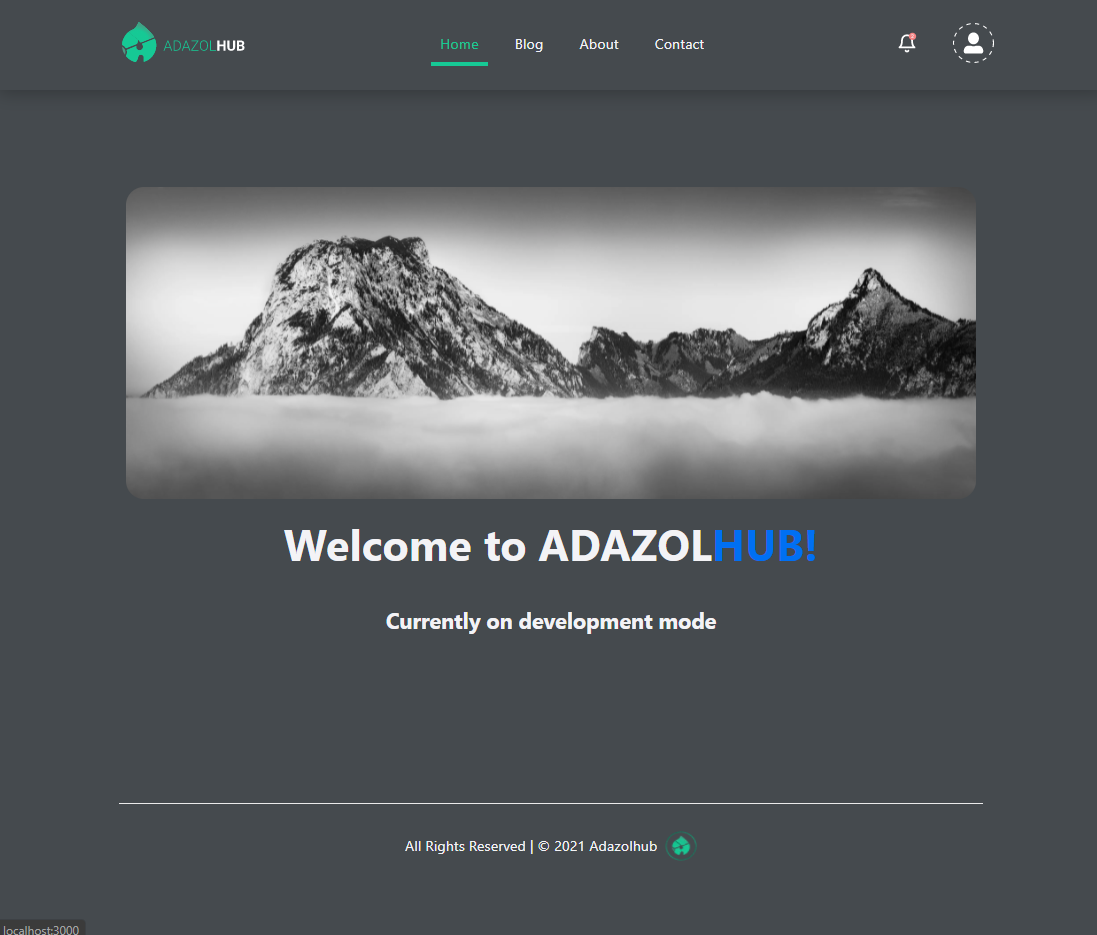 ADAZOLHUB
Home Blog About Contact
Welcome to ADAZOLHUB!
Currently on development mode
All Rights Reserved | © 2021 Adazolhub
localhost:3000